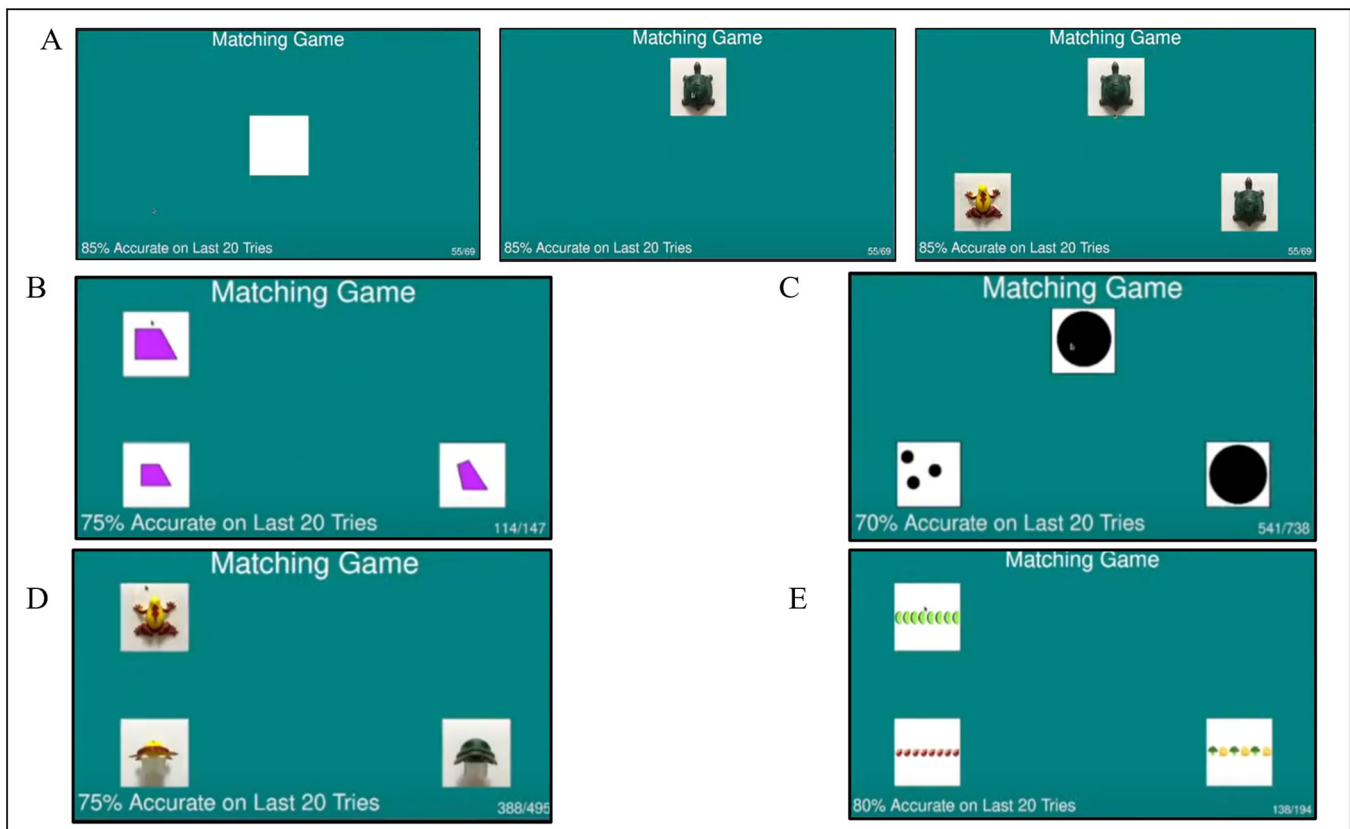 A
Matching Game
85% Accurate on Last 20 Tries
55/69
Matching Game
85% Accurate on Last 20 Tries
55/69
Matching Game
85% Accurate on Last 20 Tries
55/69
B
Matching Game
75% Accurate on Last 20 Tries
114/147
C
Matching Game
70% Accurate on Last 20 Tries
541/738
D
Matching Game
75% Accurate on Last 20 Tries
388/495
E
Matching Game
80% Accurate on Last 20 Tries
138/194